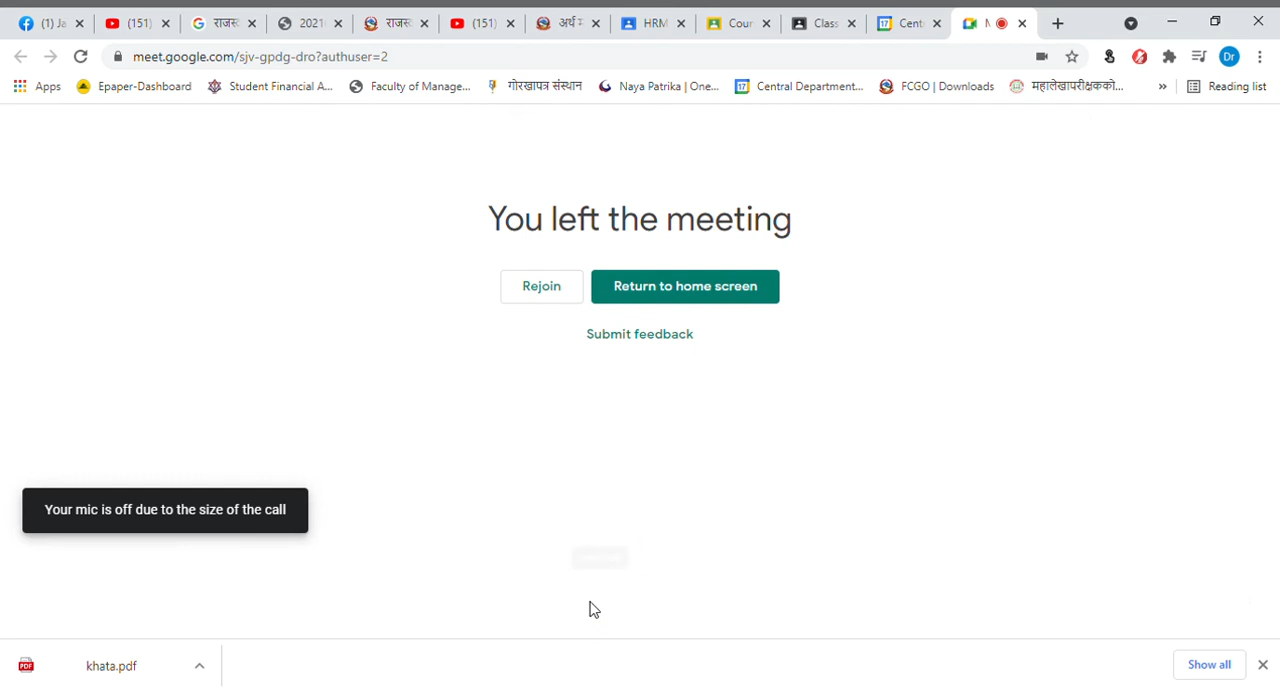 (1) Ja
(151)
राजस्व
2021
राजस्व
(151)
अर्थ म
HRM
Cour
Class
Cent
M
meet.google.com/sjv-gpdg-dro?authuser=2
Dr
Apps
Epaper-Dashboard
Student Financial A...
Faculty of Manage...
गोरखापत्र संस्थान
Naya Patrika | One...
Central Department...
FCGO | Downloads
महालेखापरीक्षकको...
»
Reading list
You left the meeting
Rejoin
Return to home screen
Submit feedback
Your mic is off due to the size of the call
PDF
khata.pdf
Show all